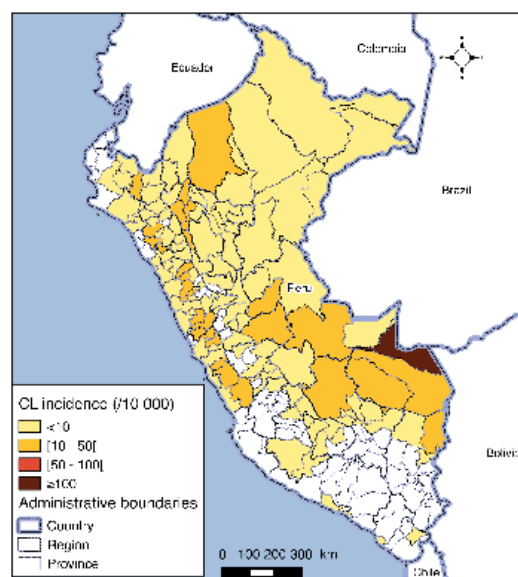 Colombia
Ecuador
Brazil
Peru
CL incidence (/10 000)
<10
[10 - 50[
[50 - 100[
≥100
Administrative boundaries
Country
Region
Province
0 100 200 300 km
Bolivia
Chile